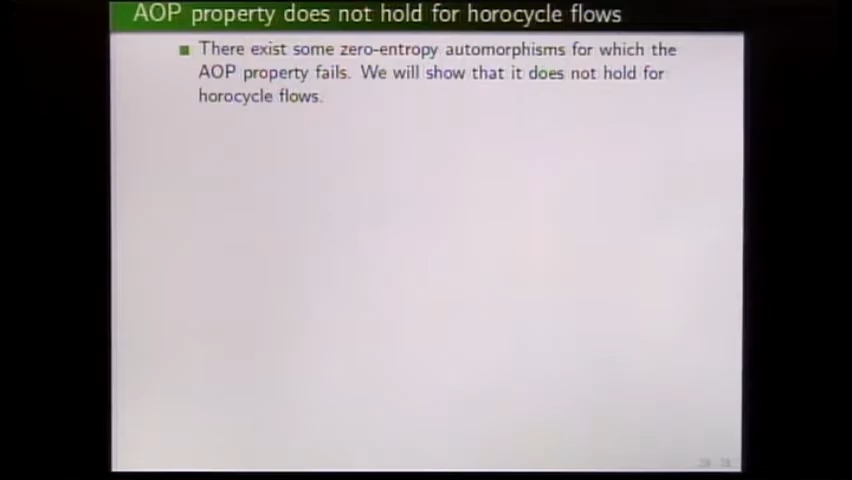 AOP property does not hold for horocycle flows
There exist some zero-entropy automorphisms for which the
AOP property fails. We will show that it does not hold for
horocycle flows.